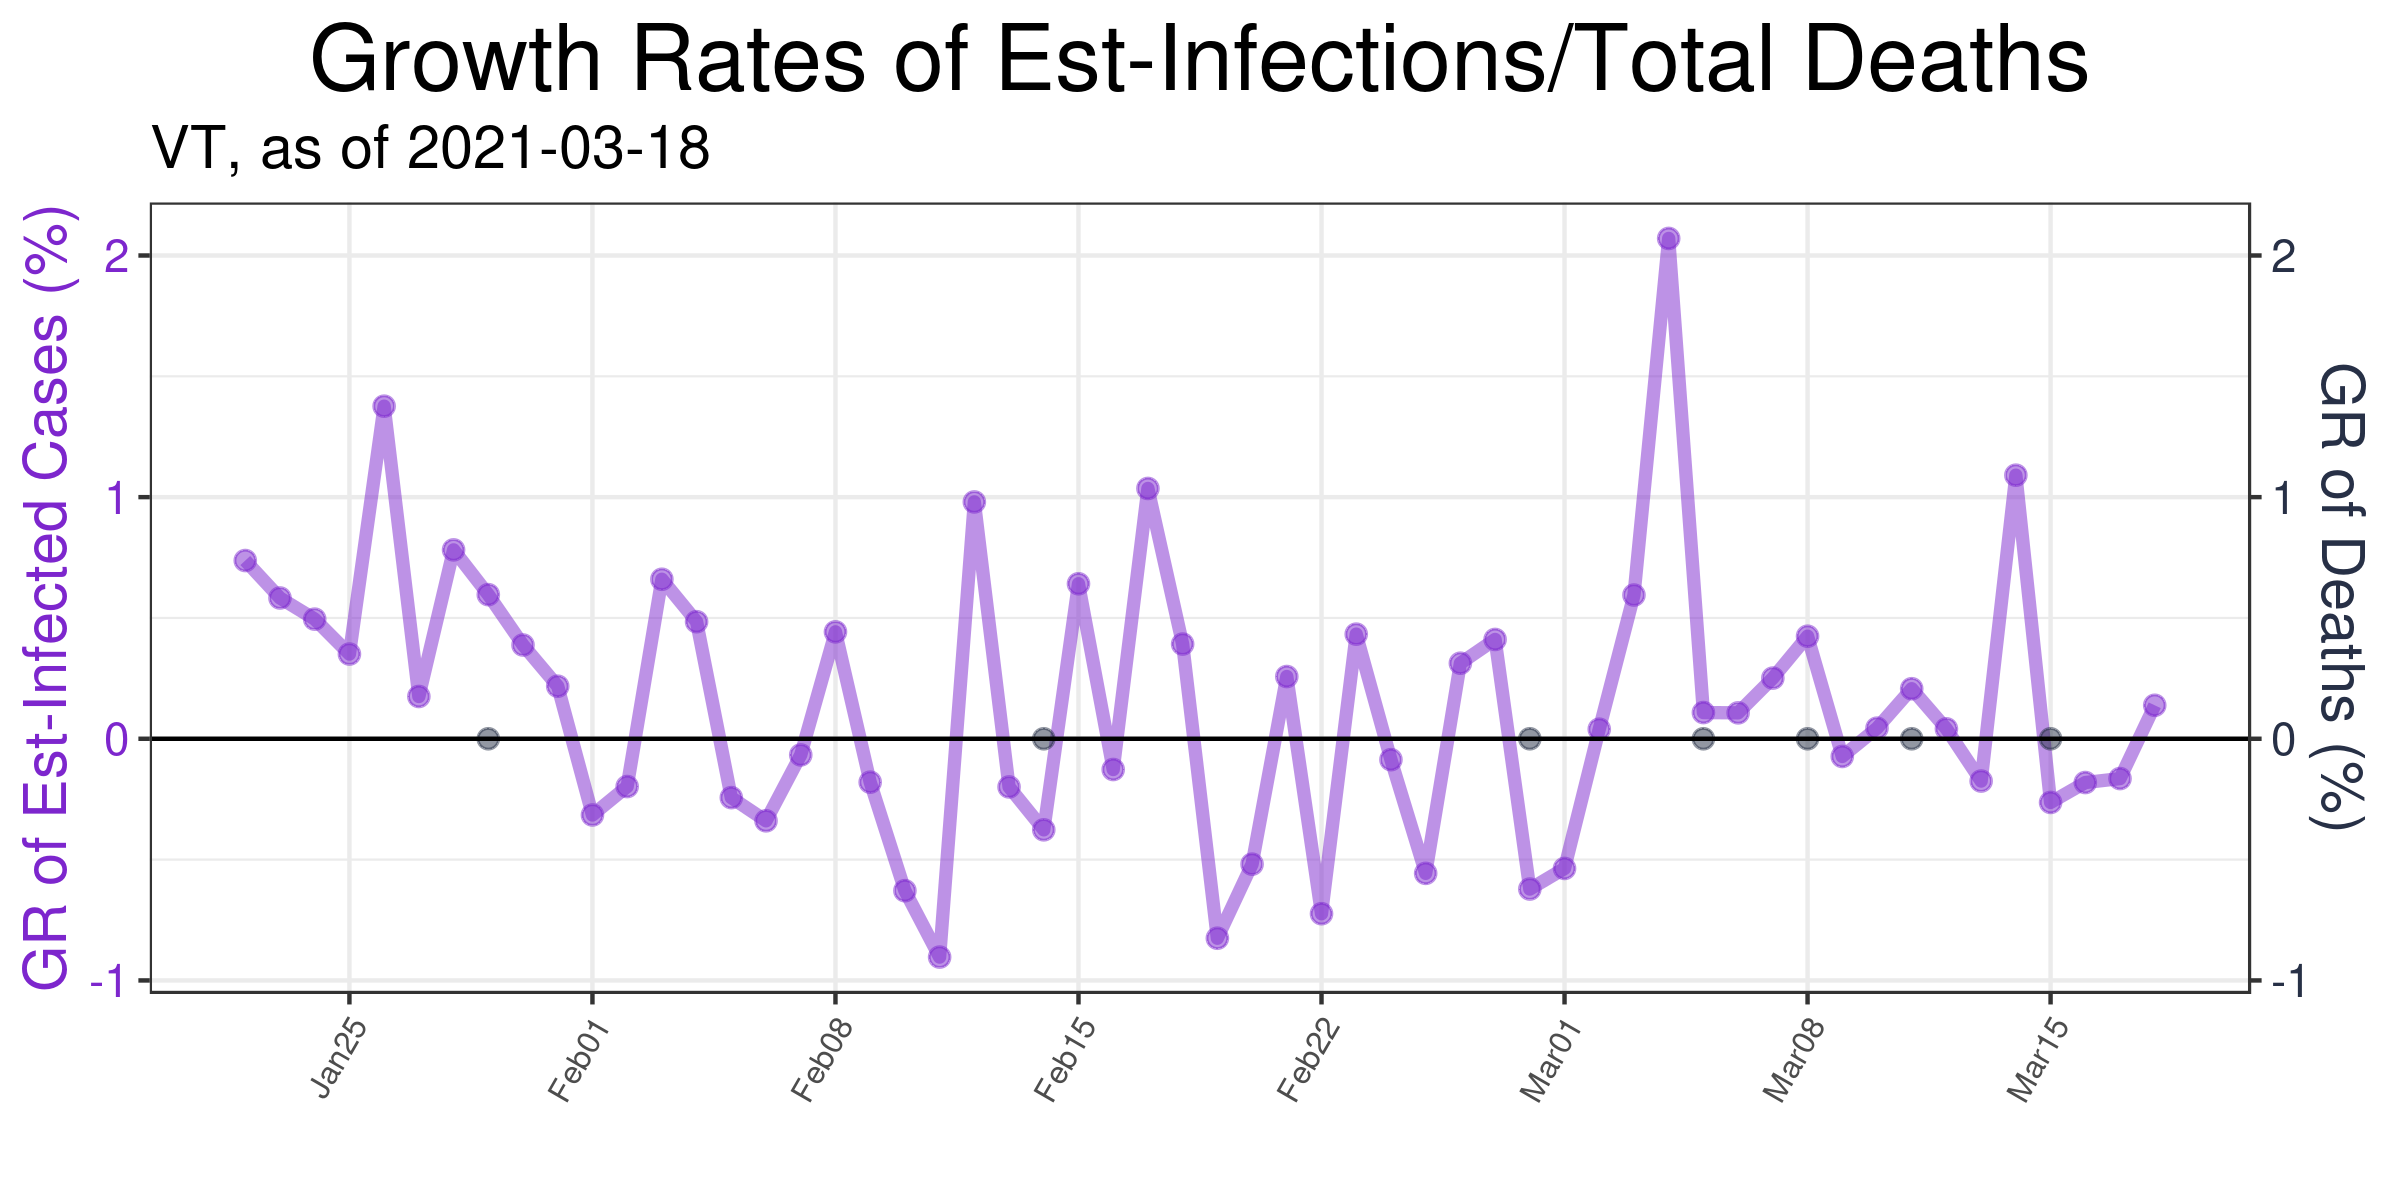 Growth Rates of Est-Infections/Total Deaths
VT, as of 2021-03-18
GR of Est-Infected Cases (%)
2
1
0
-1
2
1
0
-1
GR of Deaths (%)
Jan25
Feb01
Feb08
Feb15
Feb22
Mar01
Mar08
Mar15